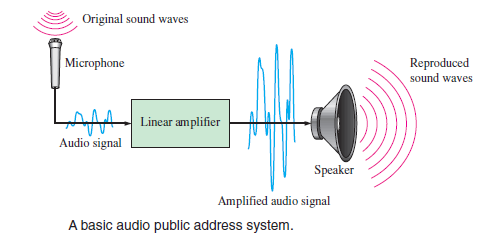 Original sound waves
Microphone
Reproduced
sound waves
Linear amplifier
Audio signal
Speaker
Amplified audio signal
A basic audio public address system.